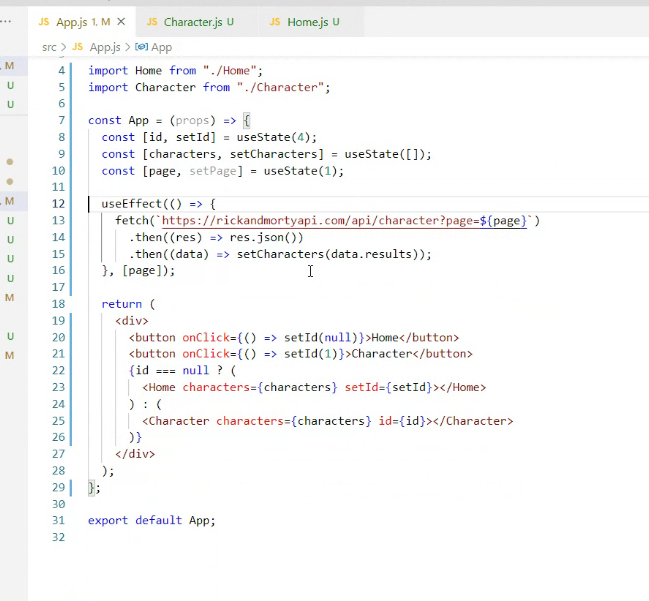 JS App.js 1, M × JS Character.js U JS Home.js U
src > JS App.js > App
4 import Home from "./Home";
5 import Character from "./Character";
6
7 const App = (props) => {
8 const [id, setId] = useState(4);
9 const [characters, setCharacters] = useState([]);
10 const [page, setPage] = useState(1);
11
12 useEffect(() => {
13 fetch(`https://rickandmortyapi.com/api/character?page=${page}`)
14 .then((res) => res.json())
15 .then((data) => setCharacters(data.results));
16 }, [page]);
17
18 return (
19 <div>
20 <button onClick={() => setId(null)}>Home</button>
21 <button onClick={() => setId(1)}>Character</button>
22 {id === null ? (
23 <Home characters={characters} setId={setId}></Home>
24 ) : (
25 <Character characters={characters} id={id}></Character>
26 )}
27 </div>
28 );
29 };
30
31 export default App;
32
M
U
U
M
U
U
U
U
M
U
M